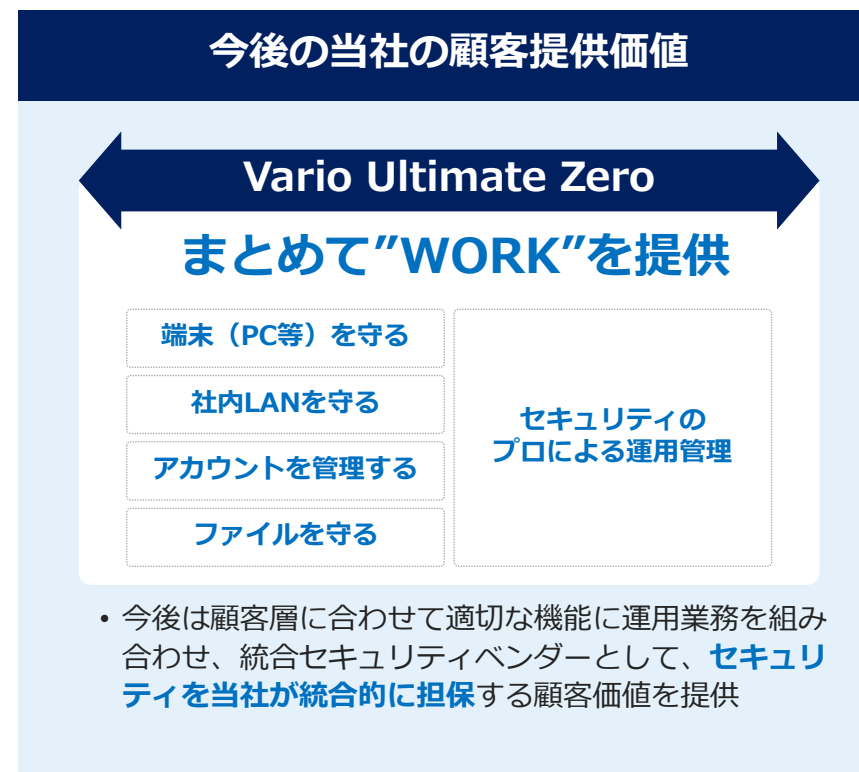 今後の当社の顧客提供価値
Vario Ultimate Zero
まとめて”WORK”を提供
端末（PC等）を守る
社内LANを守る
アカウントを管理する
ファイルを守る
セキュリティの
プロによる運用管理
• 今後は顧客層に合わせて適切な機能に運用業務を組み
合わせ、統合セキュリティベンダーとして、セキュリ
ティを当社が統合的に担保する顧客価値を提供